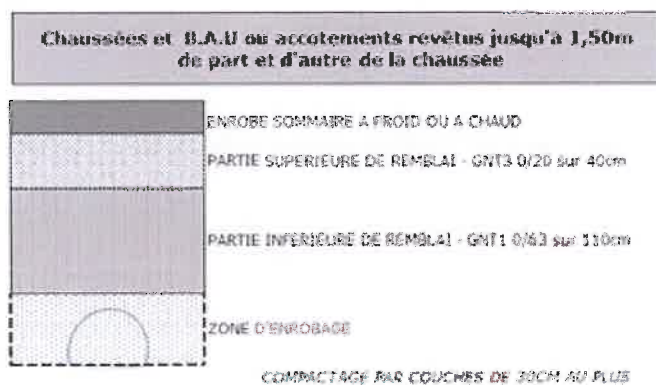 Chaussées et B.A.U ou accotements revêtus jusqu'à 1,50m
de part et d'autre de la chaussée
ENROBE SOMMAIRE A FROID OU A CHAUD
PARTIE SUPERIEURE DE REMBLAI - GNT3 0/20 sur 40cm
PARTIE INFERIEURE DE REMBLAI - GNT1 0/63 sur 110cm
ZONE D'ENROBAGE
COMPACTAGE PAR COUCHES DE 30CM AU PLUS